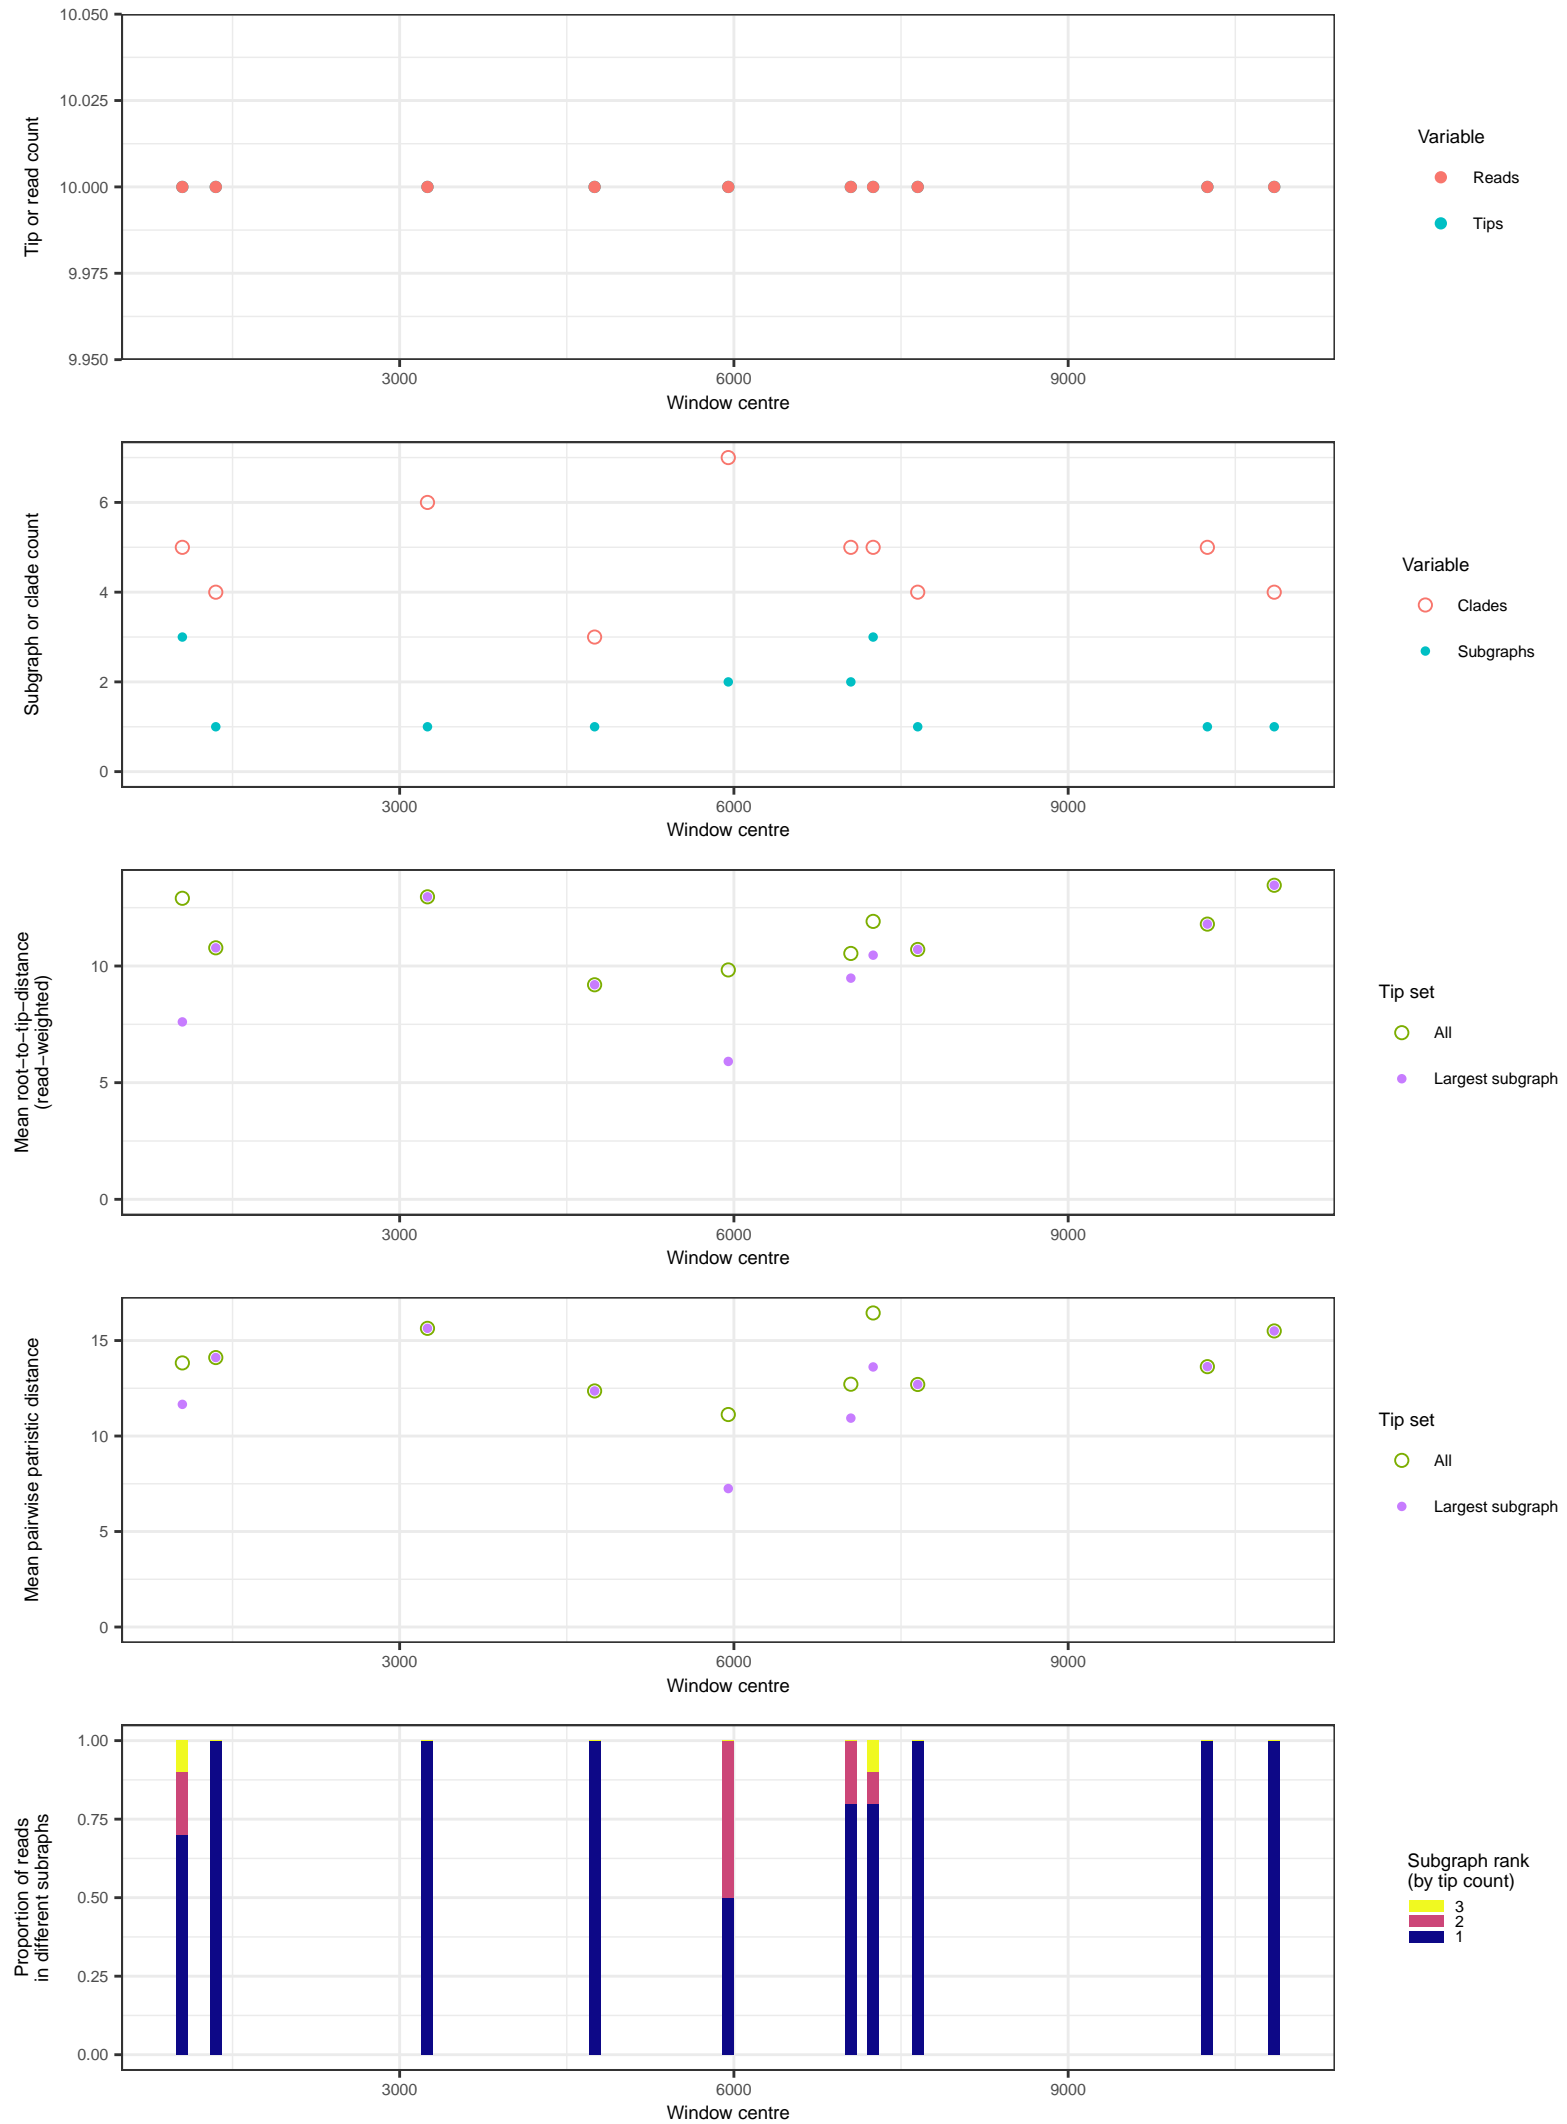 10.050
10.025
10.000
9.975
9.950
Tip or read count
3000 6000 9000
Window centre
Variable
Reads
Tips
6
4
2
0
Subgraph or clade count
3000 6000 9000
Window centre
Variable
Clades
Subgraphs
10
5
0
Mean root−to−tip−distance
(read−weighted)
3000 6000 9000
Window centre
Tip set
All
Largest subgraph
15
10
5
0
Mean pairwise patristic distance
3000 6000 9000
Window centre
Tip set
All
Largest subgraph
1.00
0.75
0.50
0.25
0.00
Proportion of reads
in different subraphs
3000 6000 9000
Window centre
Subgraph rank
(by tip count)
3
2
1